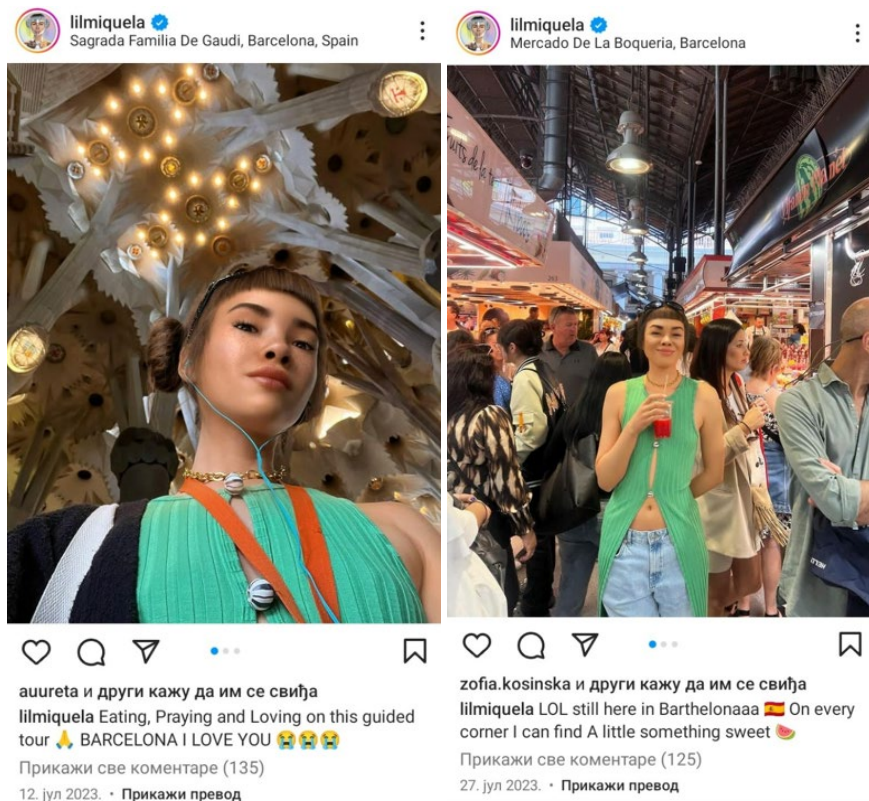 lilmiquela
Sagrada Familia De Gaudi, Barcelona, Spain
auureta и други кажу да им се свиђа
lilmiquela Eating, Praying and Loving on this guided
tour 🙏 BARCELONA I LOVE YOU 😭😭😭
Прикажи све коментаре (135)
12. јул 2023. • Прикажи превод
lilmiquela
Mercado De La Boqueria, Barcelona
263
zofia.kosinska и други кажу да им се свиђа
lilmiquela LOL still here in Barthelonaaa 🇪🇸 On every
corner I can find A little something sweet 🍉
Прикажи све коментаре (125)
27. јул 2023. • Прикажи превод